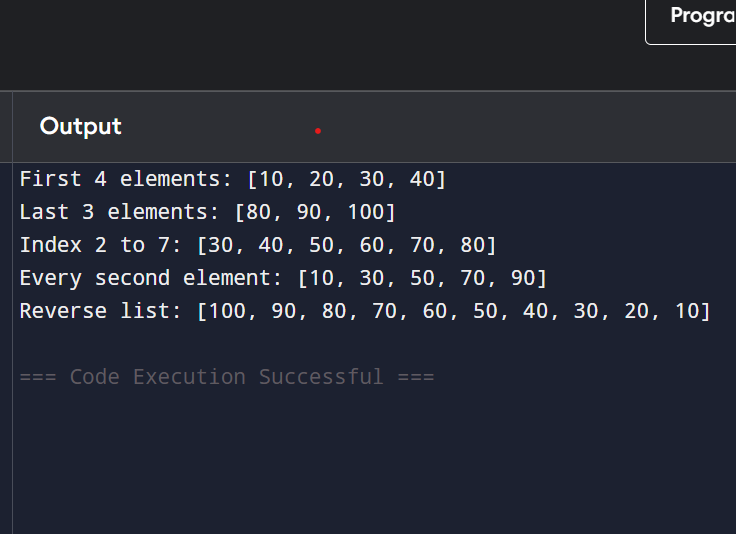 Progra
Output
First 4 elements: [10, 20, 30, 40]
Last 3 elements: [80, 90, 100]
Index 2 to 7: [30, 40, 50, 60, 70, 80]
Every second element: [10, 30, 50, 70, 90]
Reverse list: [100, 90, 80, 70, 60, 50, 40, 30, 20, 10]
=== Code Execution Successful ===